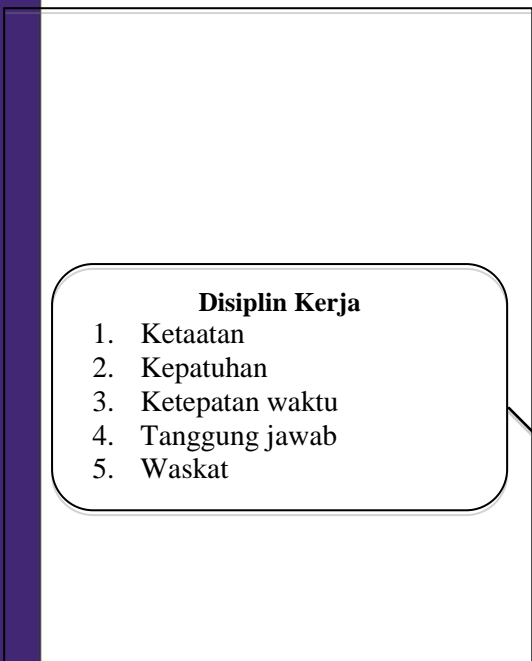 Disiplin Kerja
1. Ketaatan
2. Kepatuhan
3. Ketepatan waktu
4. Tanggung jawab
5. Waskat